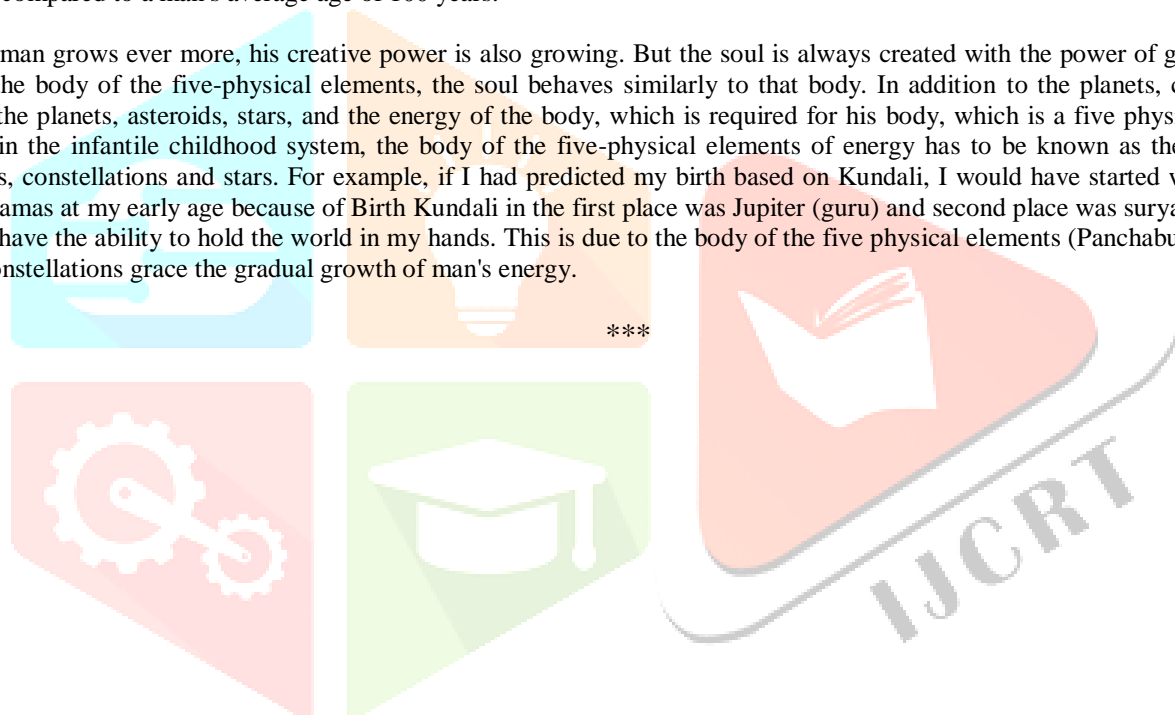 compared to a man's average age of 100 years.
man grows ever more, his creative power is also growing. But the soul is always created with the power of g
he body of the five-physical elements, the soul behaves similarly to that body. In addition to the planets, c
the planets, asteroids, stars, and the energy of the body, which is required for his body, which is a five phys
in the infantile childhood system, the body of the five-physical elements of energy has to be known as the
s, constellations and stars. For example, if I had predicted my birth based on Kundali, I would have started w
amas at my early age because of Birth Kundali in the first place was Jupiter (guru) and second place was surya
have the ability to hold the world in my hands. This is due to the body of the five physical elements (Panchabu
onstellations grace the gradual growth of man's energy.
***
IJCRT